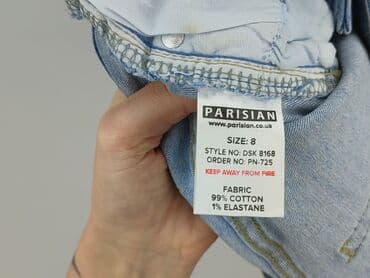 PARISIAN
www.parisian.co.uk
SIZE: 8
STYLE NO: DSK 8168
ORDER NO: PN-725
KEEP AWAY FROM FIRE
FABRIC
99% COTTON
1% ELASTANE